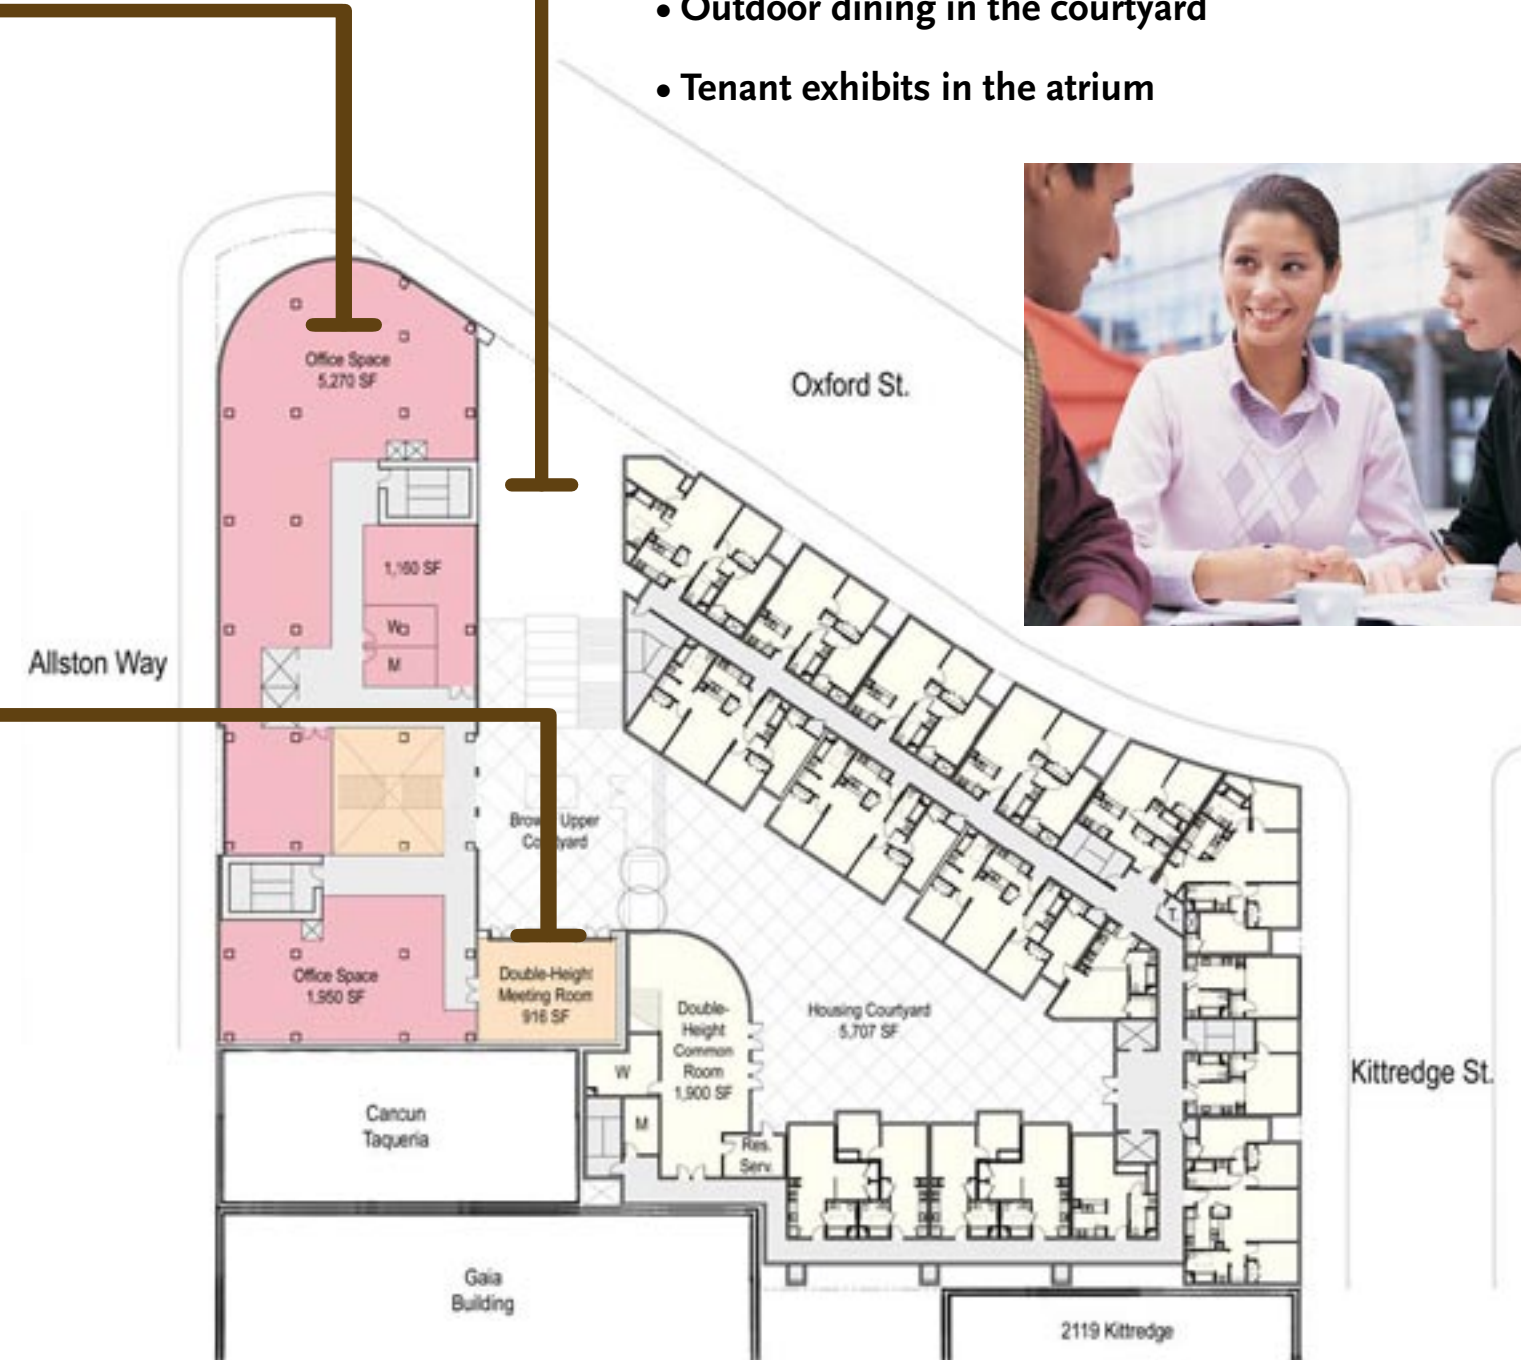 • Outdoor dining in the courtyard
• Tenant exhibits in the atrium
Office Space
5,270 SF
Oxford St.
1,160 SF
W
M
Allston Way
Upper
Office Space
1,950 SF
Double-Height
Meeting Room
916 SF
Double-
Height
Common
Room
1,900 SF
Housing Courtyard
5,707 SF
T.
W
M
Res.
Serv.
Kittredge St.
Cancun
Taqueria
Gaia
Building
2119 Kittredge